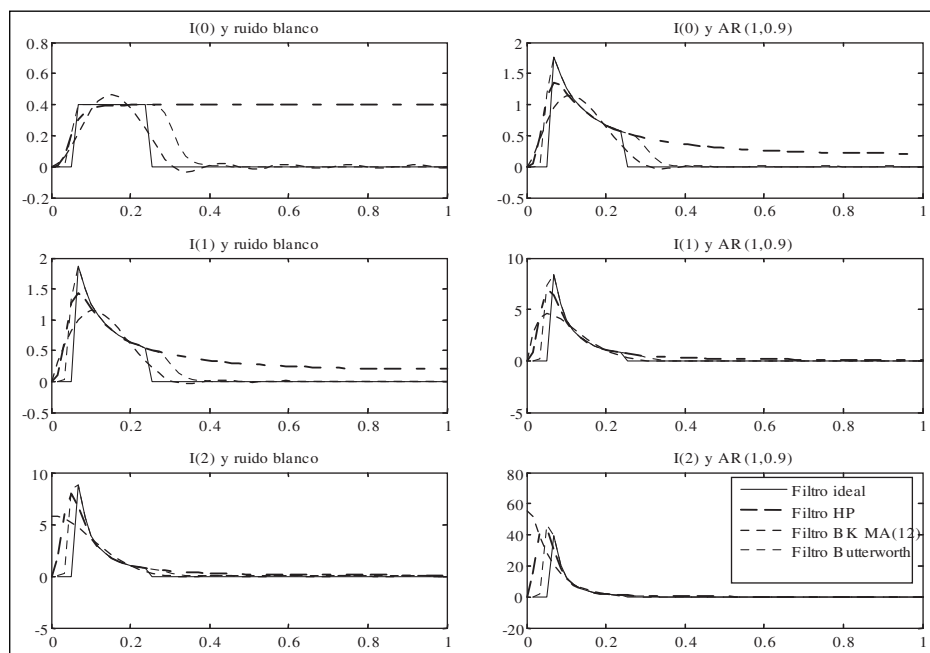 I(0) y ruido blanco
0.8
0.6
0.4
0.2
0
-0.2
0 0.2 0.4 0.6 0.8 1
I(0) y AR(1,0.9)
2
1.5
1
0.5
0
-0.5
0 0.2 0.4 0.6 0.8 1
I(1) y ruido blanco
2
1.5
1
0.5
0
-0.5
0 0.2 0.4 0.6 0.8 1
I(1) y AR(1,0.9)
10
5
0
-5
0 0.2 0.4 0.6 0.8 1
I(2) y ruido blanco
10
5
0
-5
0 0.2 0.4 0.6 0.8 1
I(2) y AR(1,0.9)
80
60
40
20
0
-20
0 0.2 0.4 0.6 0.8 1
Filtro ideal
Filtro HP
Filtro BK MA(12)
Filtro Butterworth